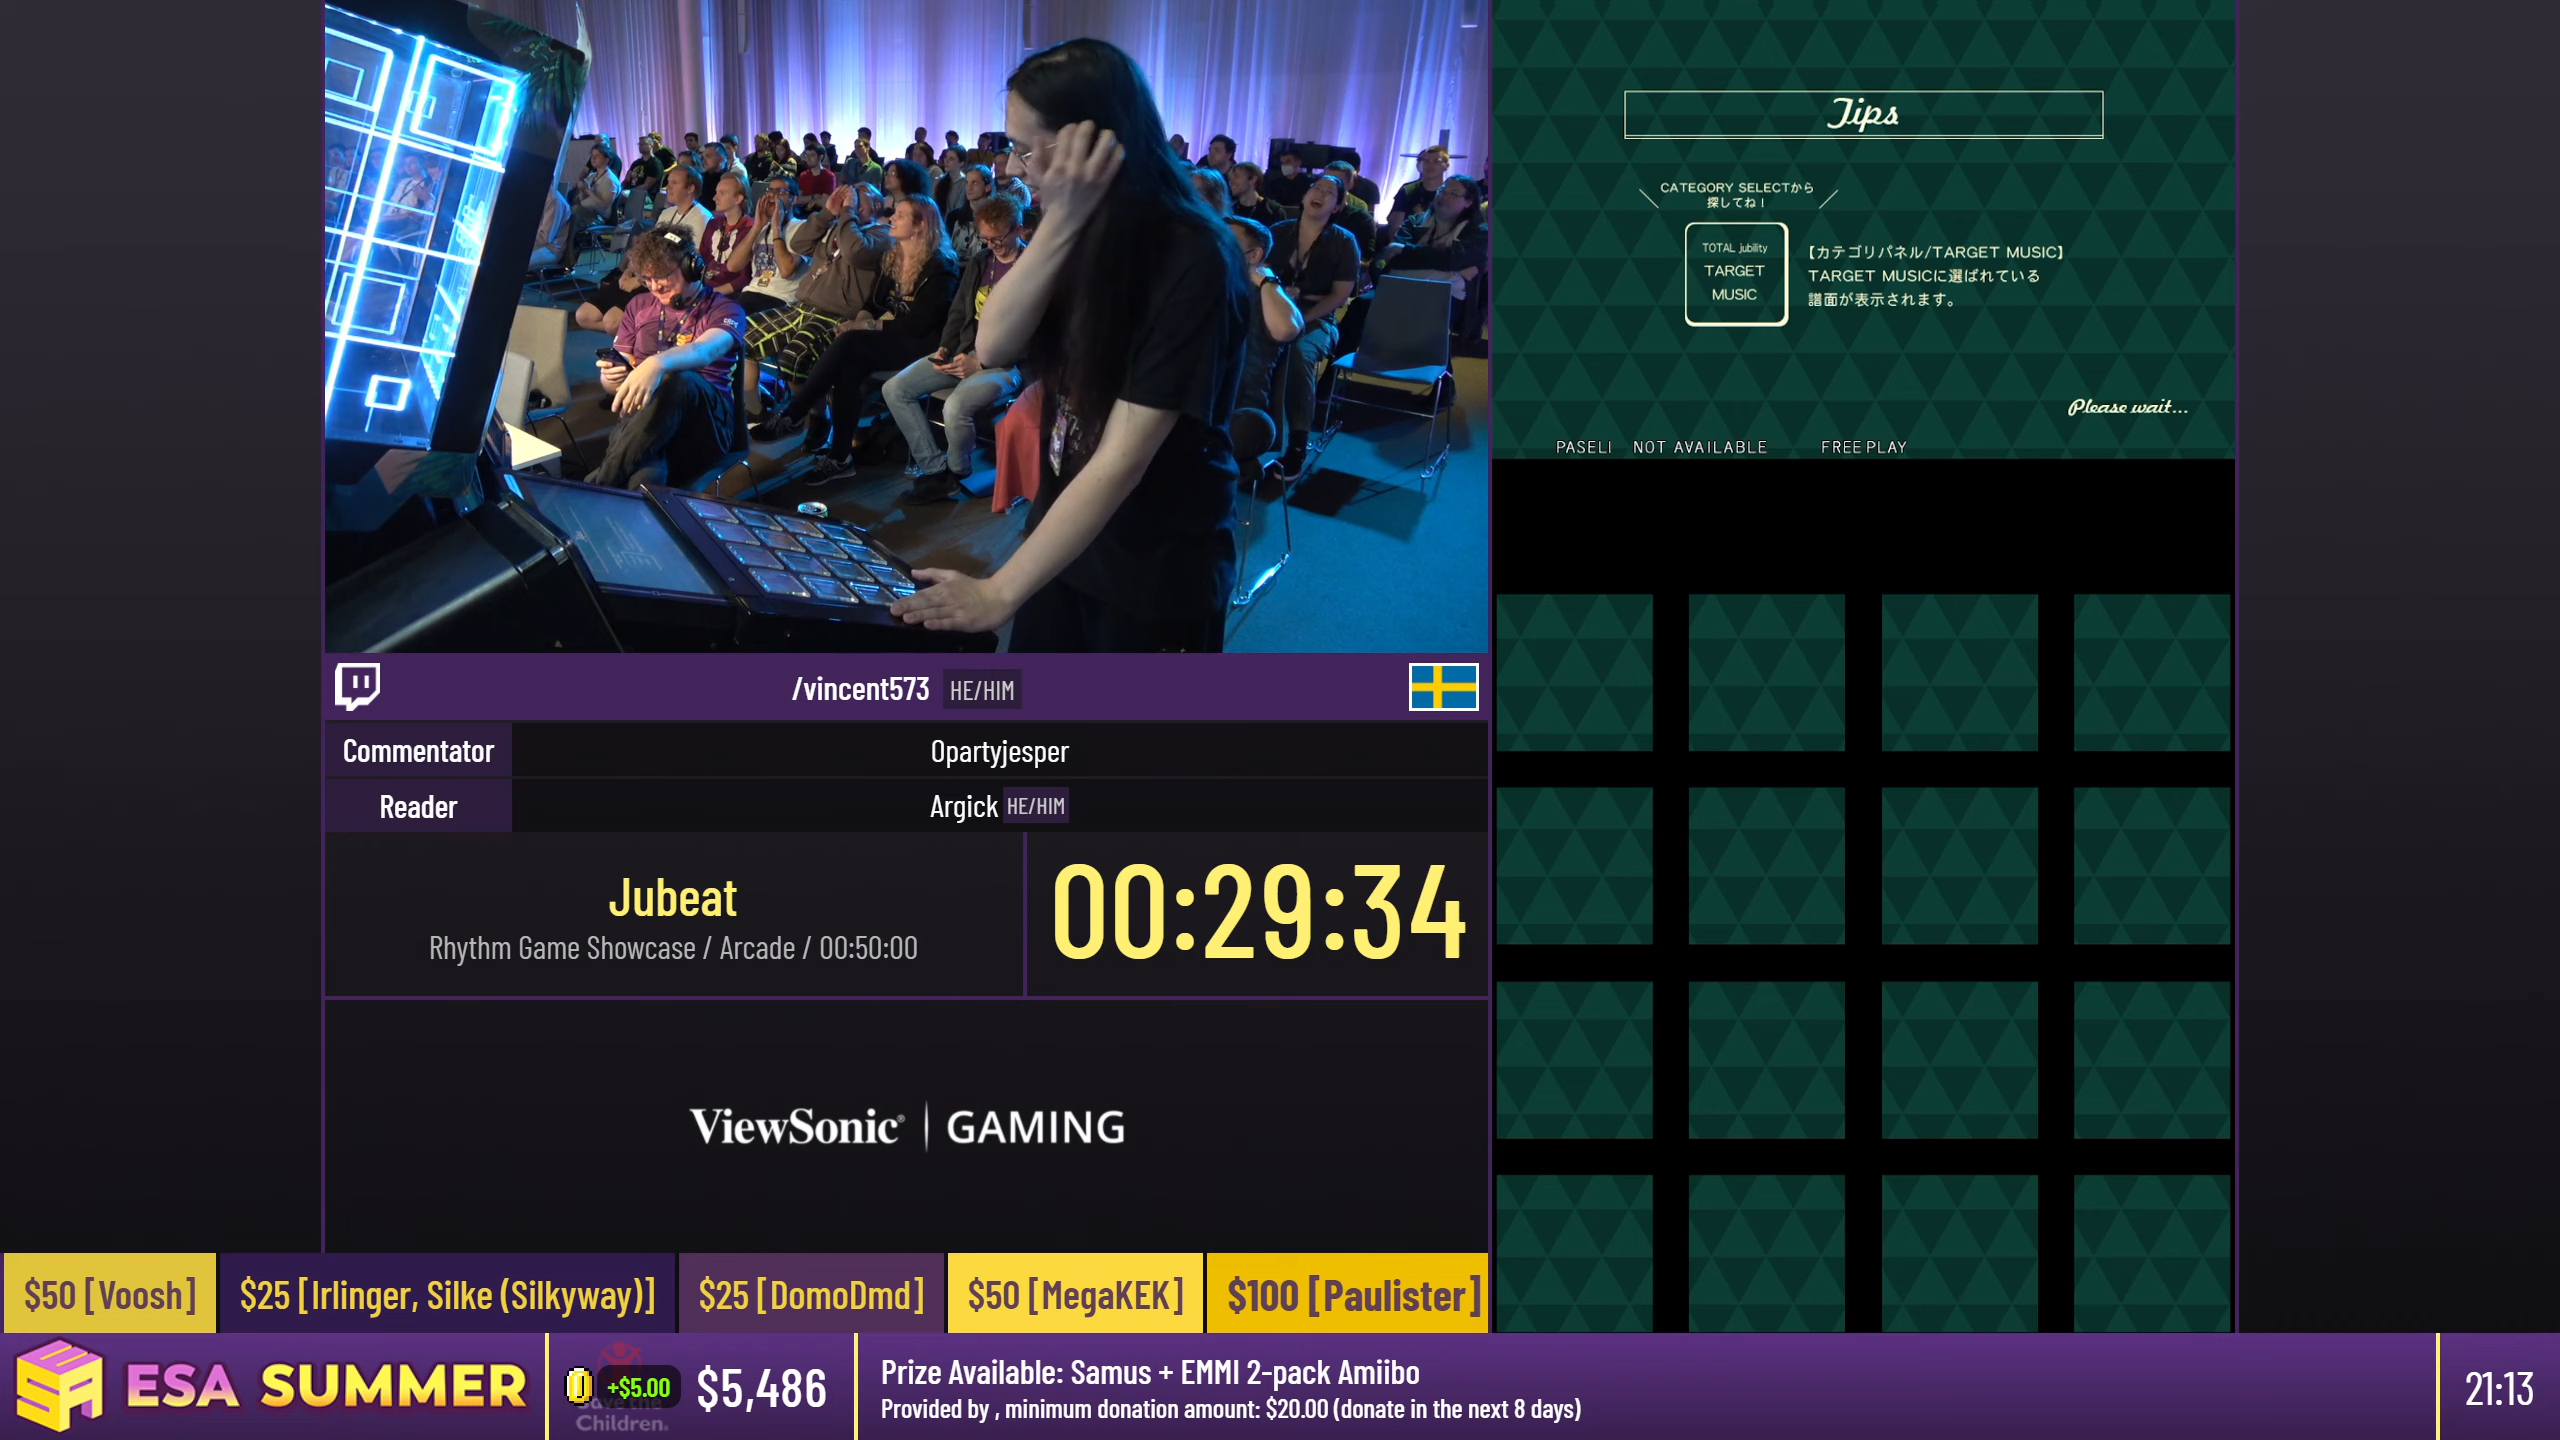 Tips
CATEGORY SELECTから
探してね！
TOTAL jubility
TARGET
MUSIC
【カテゴリパネル/TARGET MUSIC】
TARGET MUSICに選ばれている
譜面が表示されます。
Please wait...
PASELI NOT AVAILABLE FREE PLAY
/vincent573 HE/HIM
Commentator Opartyjesper
Reader Argick HE/HIM
Jubeat
Rhythm Game Showcase / Arcade / 00:50:00
00:29:34
ViewSonic® | GAMING
$50 [Voosh]
$25 [Irlinger, Silke (Silkyway)]
$25 [DomoDmd]
$50 [MegaKEK]
$100 [Paulister]
ESA SUMMER
+$5.00
Save the
Children.
$5,486
Prize Available: Samus + EMMI 2-pack Amiibo
Provided by , minimum donation amount: $20.00 (donate in the next 8 days)
21:13